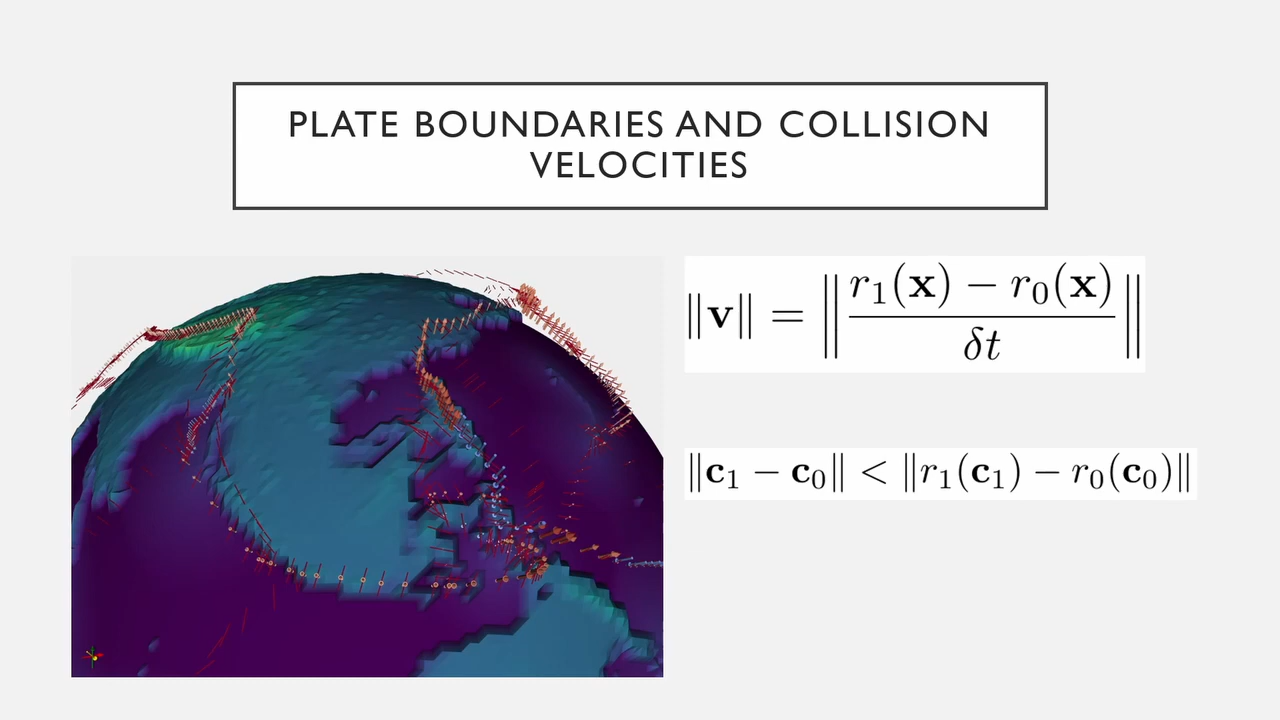 PLATE BOUNDARIES AND COLLISION
VELOCITIES
‖𝐯‖ = ‖(r₁(𝐱) − r₀(𝐱)) / δt‖
‖𝐜₁ − 𝐜₀‖ < ‖r₁(𝐜₁) − r₀(𝐜₀)‖